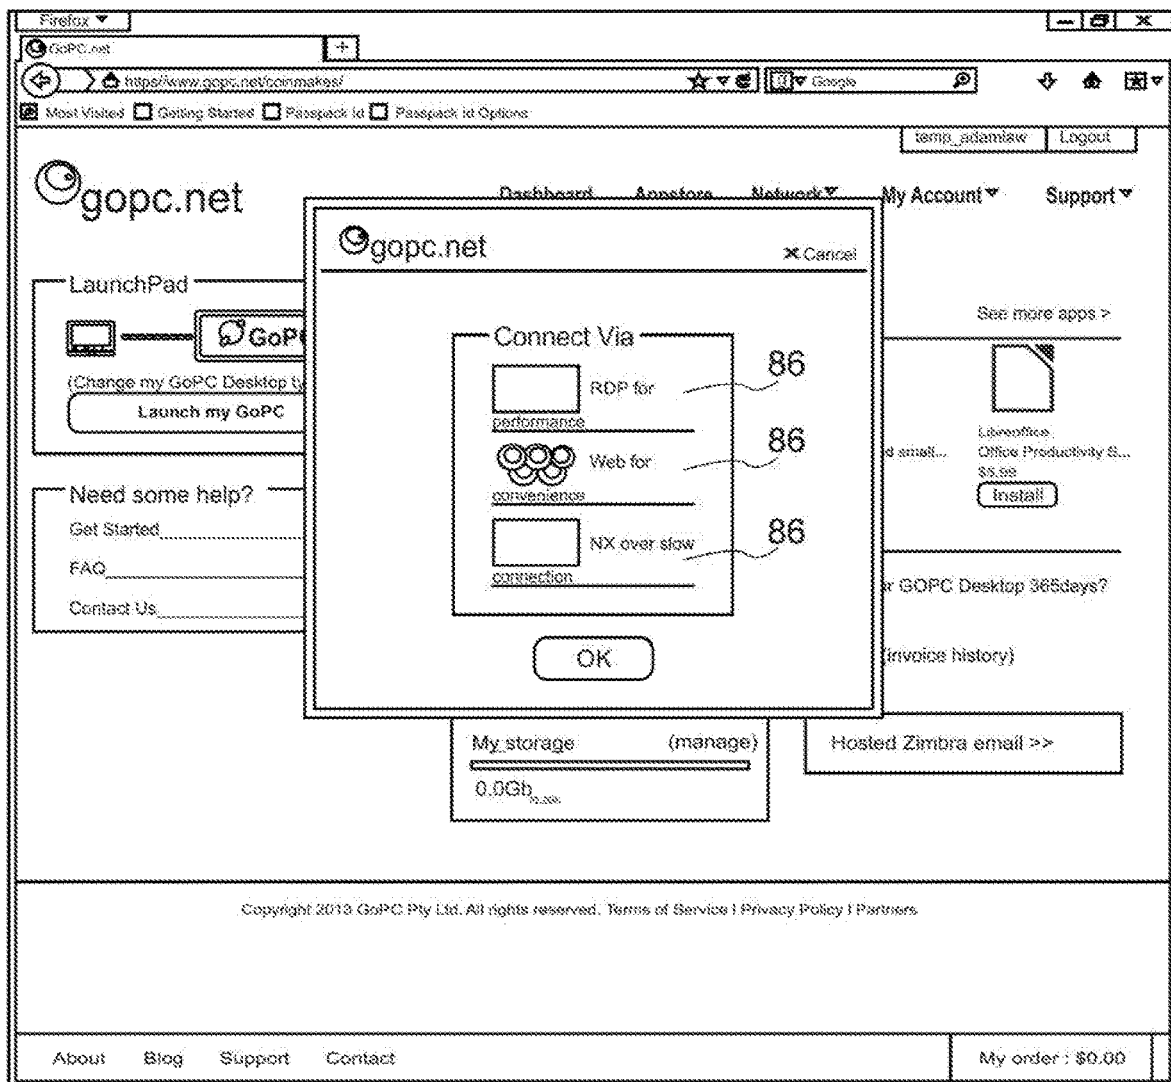 Firefox
GoPC.net
+
https//www.gopc.net/coinmakes/
Google
Most Visited Getting Started Passpack Id Passpack Id Options
temp_adamlaw Logout
gopc.net
Dashboard Appstore Network My Account Support
gopc.net
Cancel
LaunchPad
GoP
(Change my GoPC Desktop ty
Launch my GoPC
See more apps >
Connect Via
RDP for
performance
86
Web for
convenience
86
NX over slow
connection
86
OK
Libreoffice
d email... Office Productivity S...
$5.99
Install
Need some help?
Get Started
FAQ
Contact Us
r GOPC Desktop 365days?
(invoice history)
My storage (manage)
0.0Gb
Hosted Zimbra email >>
Copyright 2013 GoPC Pty Ltd. All rights reserved. Terms of Service I Privacy Policy I Partners
About Blog Support Contact
My order : $0.00